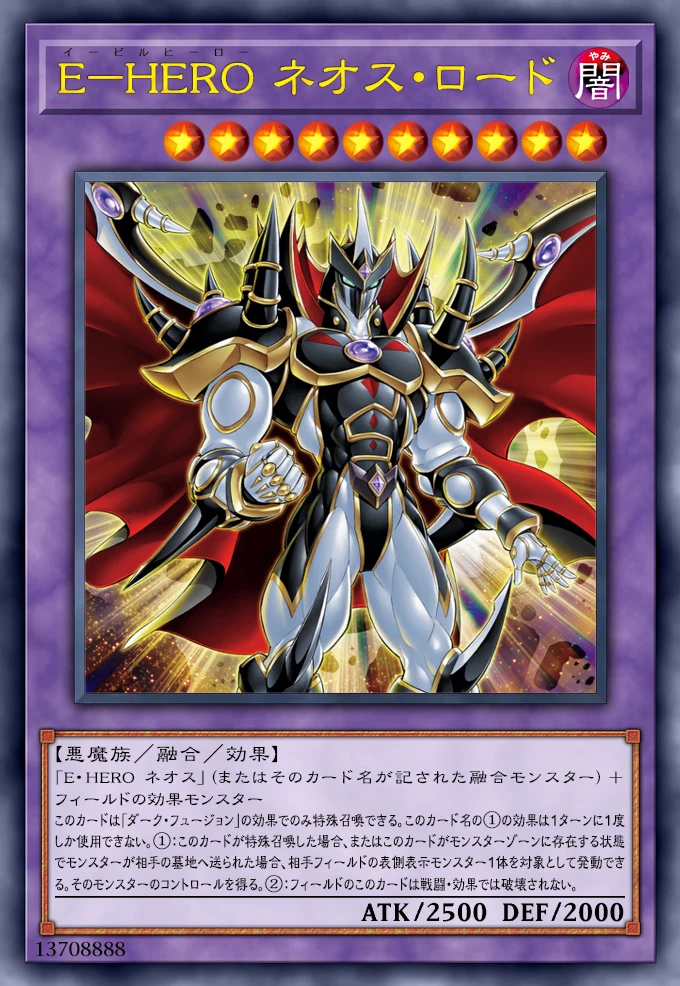 イービルヒーロー
E－HERO ネオス・ロード
やみ
闇
【悪魔族／融合／効果】
「E・HERO ネオス」(またはそのカード名が記された融合モンスター)＋
フィールドの効果モンスター
このカードは「ダーク・フュージョン」の効果でのみ特殊召喚できる。このカード名の①の効果は1ターンに1度
しか使用できない。①：このカードが特殊召喚した場合、またはこのカードがモンスターゾーンに存在する状態
でモンスターが相手の墓地へ送られた場合、相手フィールドの表側表示モンスター1体を対象として発動でき
る。そのモンスターのコントロールを得る。②：フィールドのこのカードは戦闘・効果では破壊されない。
ATK/2500 DEF/2000
13708888